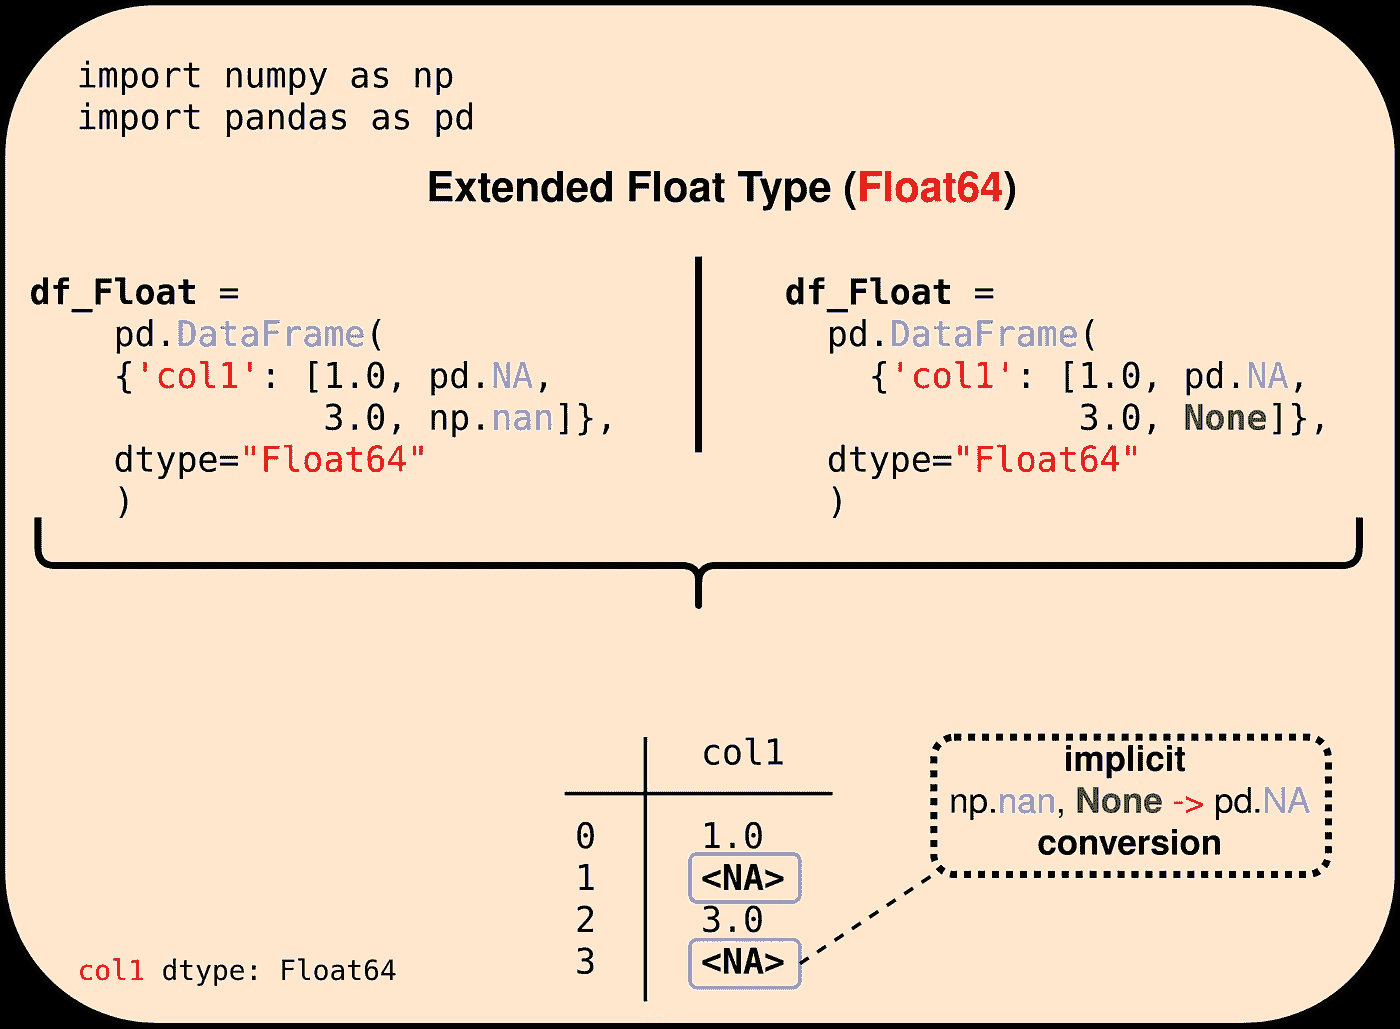 import numpy as np
import pandas as pd
Extended Float Type (Float64)
df_Float =
pd.DataFrame(
{'col1': [1.0, pd.NA,
3.0, np.nan]},
dtype="Float64"
)
df_Float =
pd.DataFrame(
{'col1': [1.0, pd.NA,
3.0, None]},
dtype="Float64"
)
col1
0 1.0
1 <NA>
2 3.0
3 <NA>
implicit
np.nan, None -> pd.NA
conversion
col1 dtype: Float64